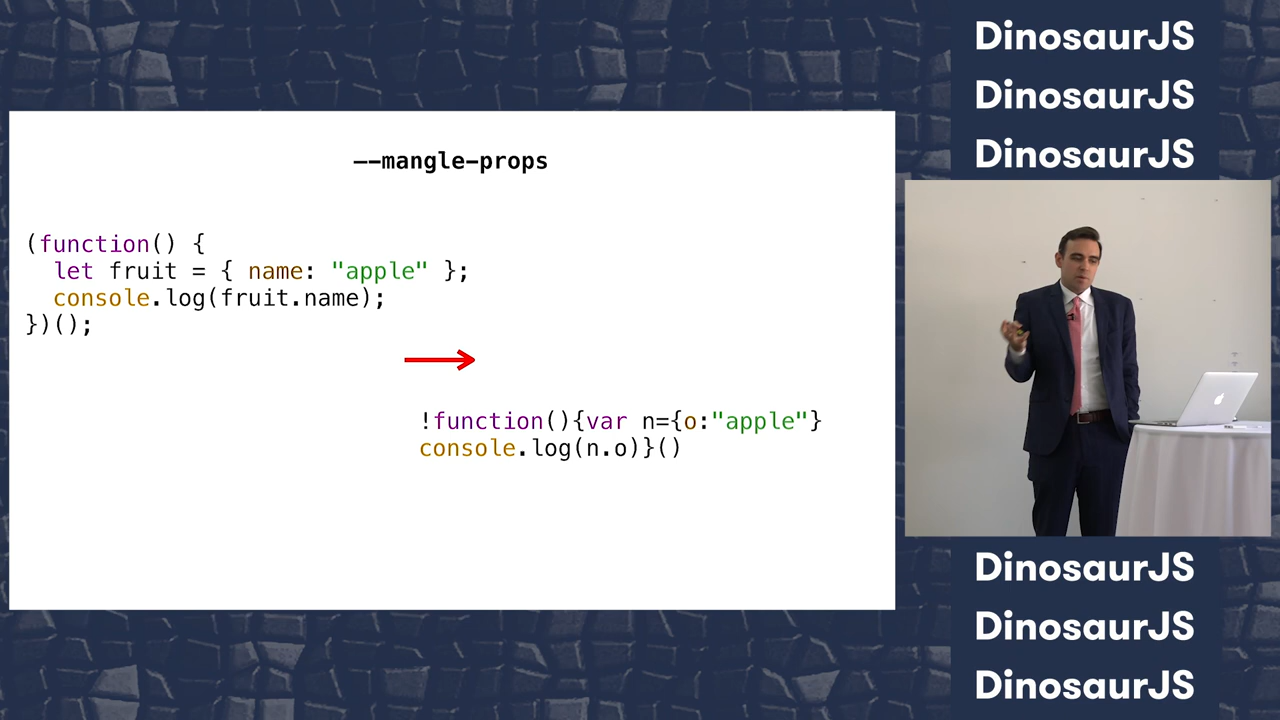 DinosaurJS
DinosaurJS
DinosaurJS
--mangle-props
(function() {
  let fruit = { name: "apple" };
  console.log(fruit.name);
})();
!function(){var n={o:"apple"}
console.log(n.o)}()
DinosaurJS
DinosaurJS
DinosaurJS